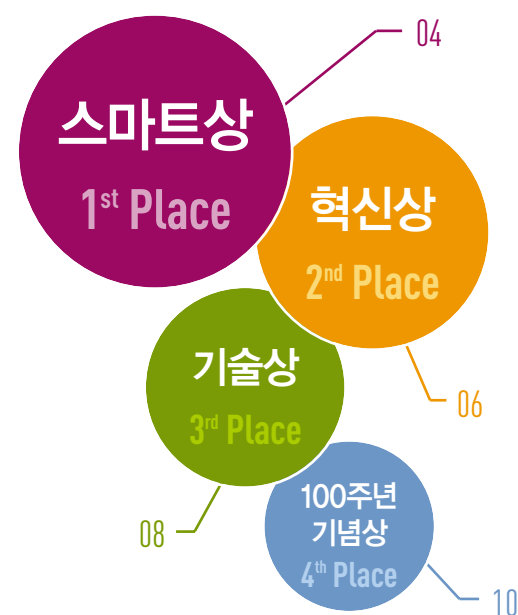 04
스마트상
1st Place
혁신상
2nd Place
06
기술상
3rd Place
08
100주년
기념상
4th Place
10